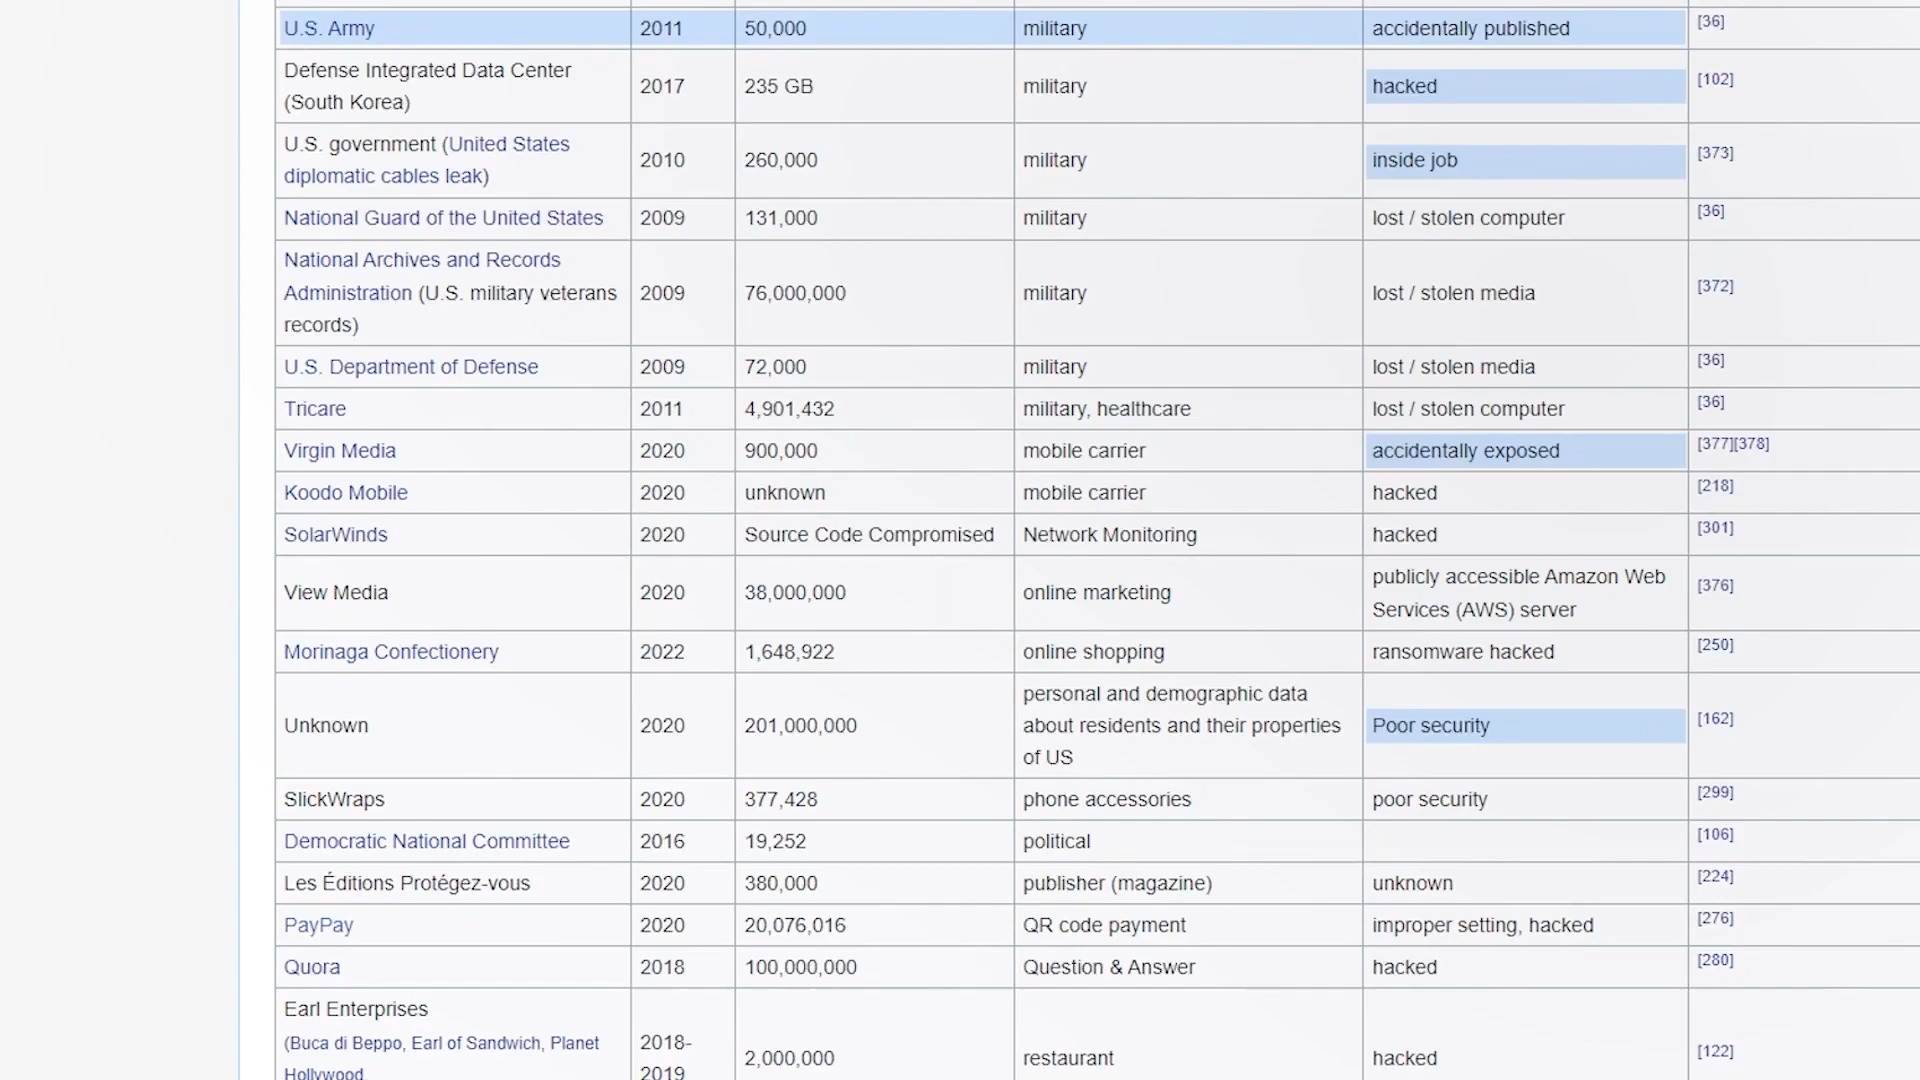 U.S. Army 2011 50,000 military accidentally published [36]
Defense Integrated Data Center
(South Korea) 2017 235 GB military hacked [102]
U.S. government (United States
diplomatic cables leak) 2010 260,000 military inside job [373]
National Guard of the United States 2009 131,000 military lost / stolen computer [36]
National Archives and Records
Administration (U.S. military veterans 2009 76,000,000 military lost / stolen media [372]
records)
U.S. Department of Defense 2009 72,000 military lost / stolen media [36]
Tricare 2011 4,901,432 military, healthcare lost / stolen computer [36]
Virgin Media 2020 900,000 mobile carrier accidentally exposed [377][378]
Koodo Mobile 2020 unknown mobile carrier hacked [218]
SolarWinds 2020 Source Code Compromised Network Monitoring hacked [301]
View Media 2020 38,000,000 online marketing publicly accessible Amazon Web
Services (AWS) server [376]
Morinaga Confectionery 2022 1,648,922 online shopping ransomware hacked [250]
personal and demographic data
Unknown 2020 201,000,000 about residents and their properties Poor security [162]
of US
SlickWraps 2020 377,428 phone accessories poor security [299]
Democratic National Committee 2016 19,252 political [106]
Les Éditions Protégez-vous 2020 380,000 publisher (magazine) unknown [224]
PayPay 2020 20,076,016 QR code payment improper setting, hacked [276]
Quora 2018 100,000,000 Question & Answer hacked [280]
Earl Enterprises
(Buca di Beppo, Earl of Sandwich, Planet 2018-
Hollywood, 2019 2,000,000 restaurant hacked [122]